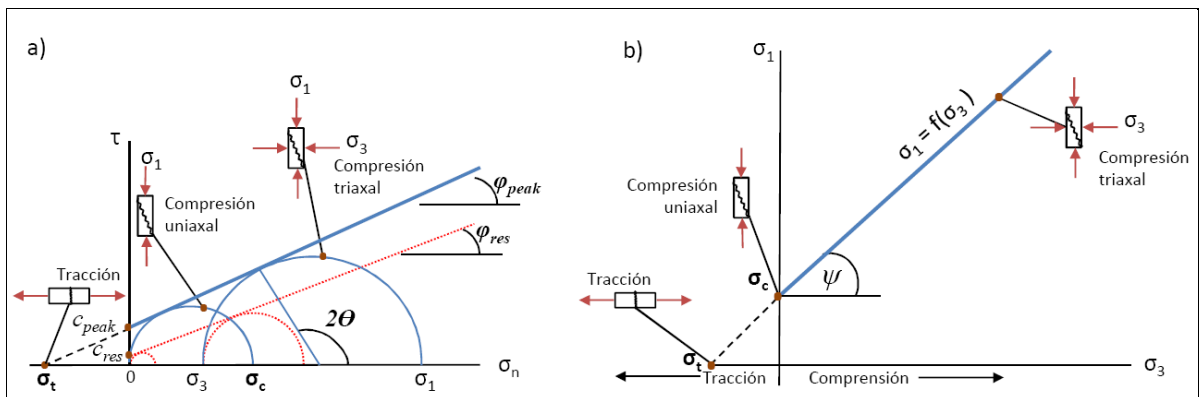 a)
σ1
τ
σ1
σ3
Compresión
triaxal
Compresión
uniaxal
φpeak
φres
Tracción
cpeak
cres
2Θ
σt
0
σ3
σc
σ1
σn
b)
σ1
σ1 = f(σ3)
σ3
Compresión
triaxal
Compresión
uniaxal
Tracción
σc
ψ
σt
σ3
Tracción
Comprensión